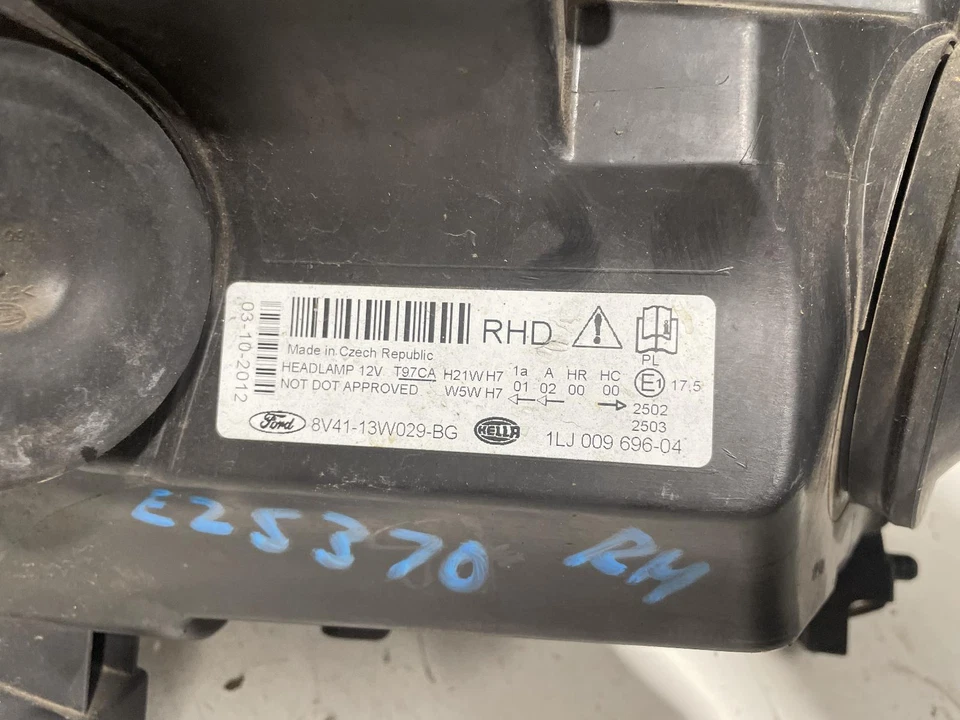 03-10-2012
RHD
Made in Czech Republic
PL
HEADLAMP 12V T97CA H21W H7 1a A HR HC E1 17.5
NOT DOT APPROVED W5W H7 01 02 00 00
2502
2503
Ford 8V41-13W029-BG HELLA 1LJ 009 696-04
E25370 RH